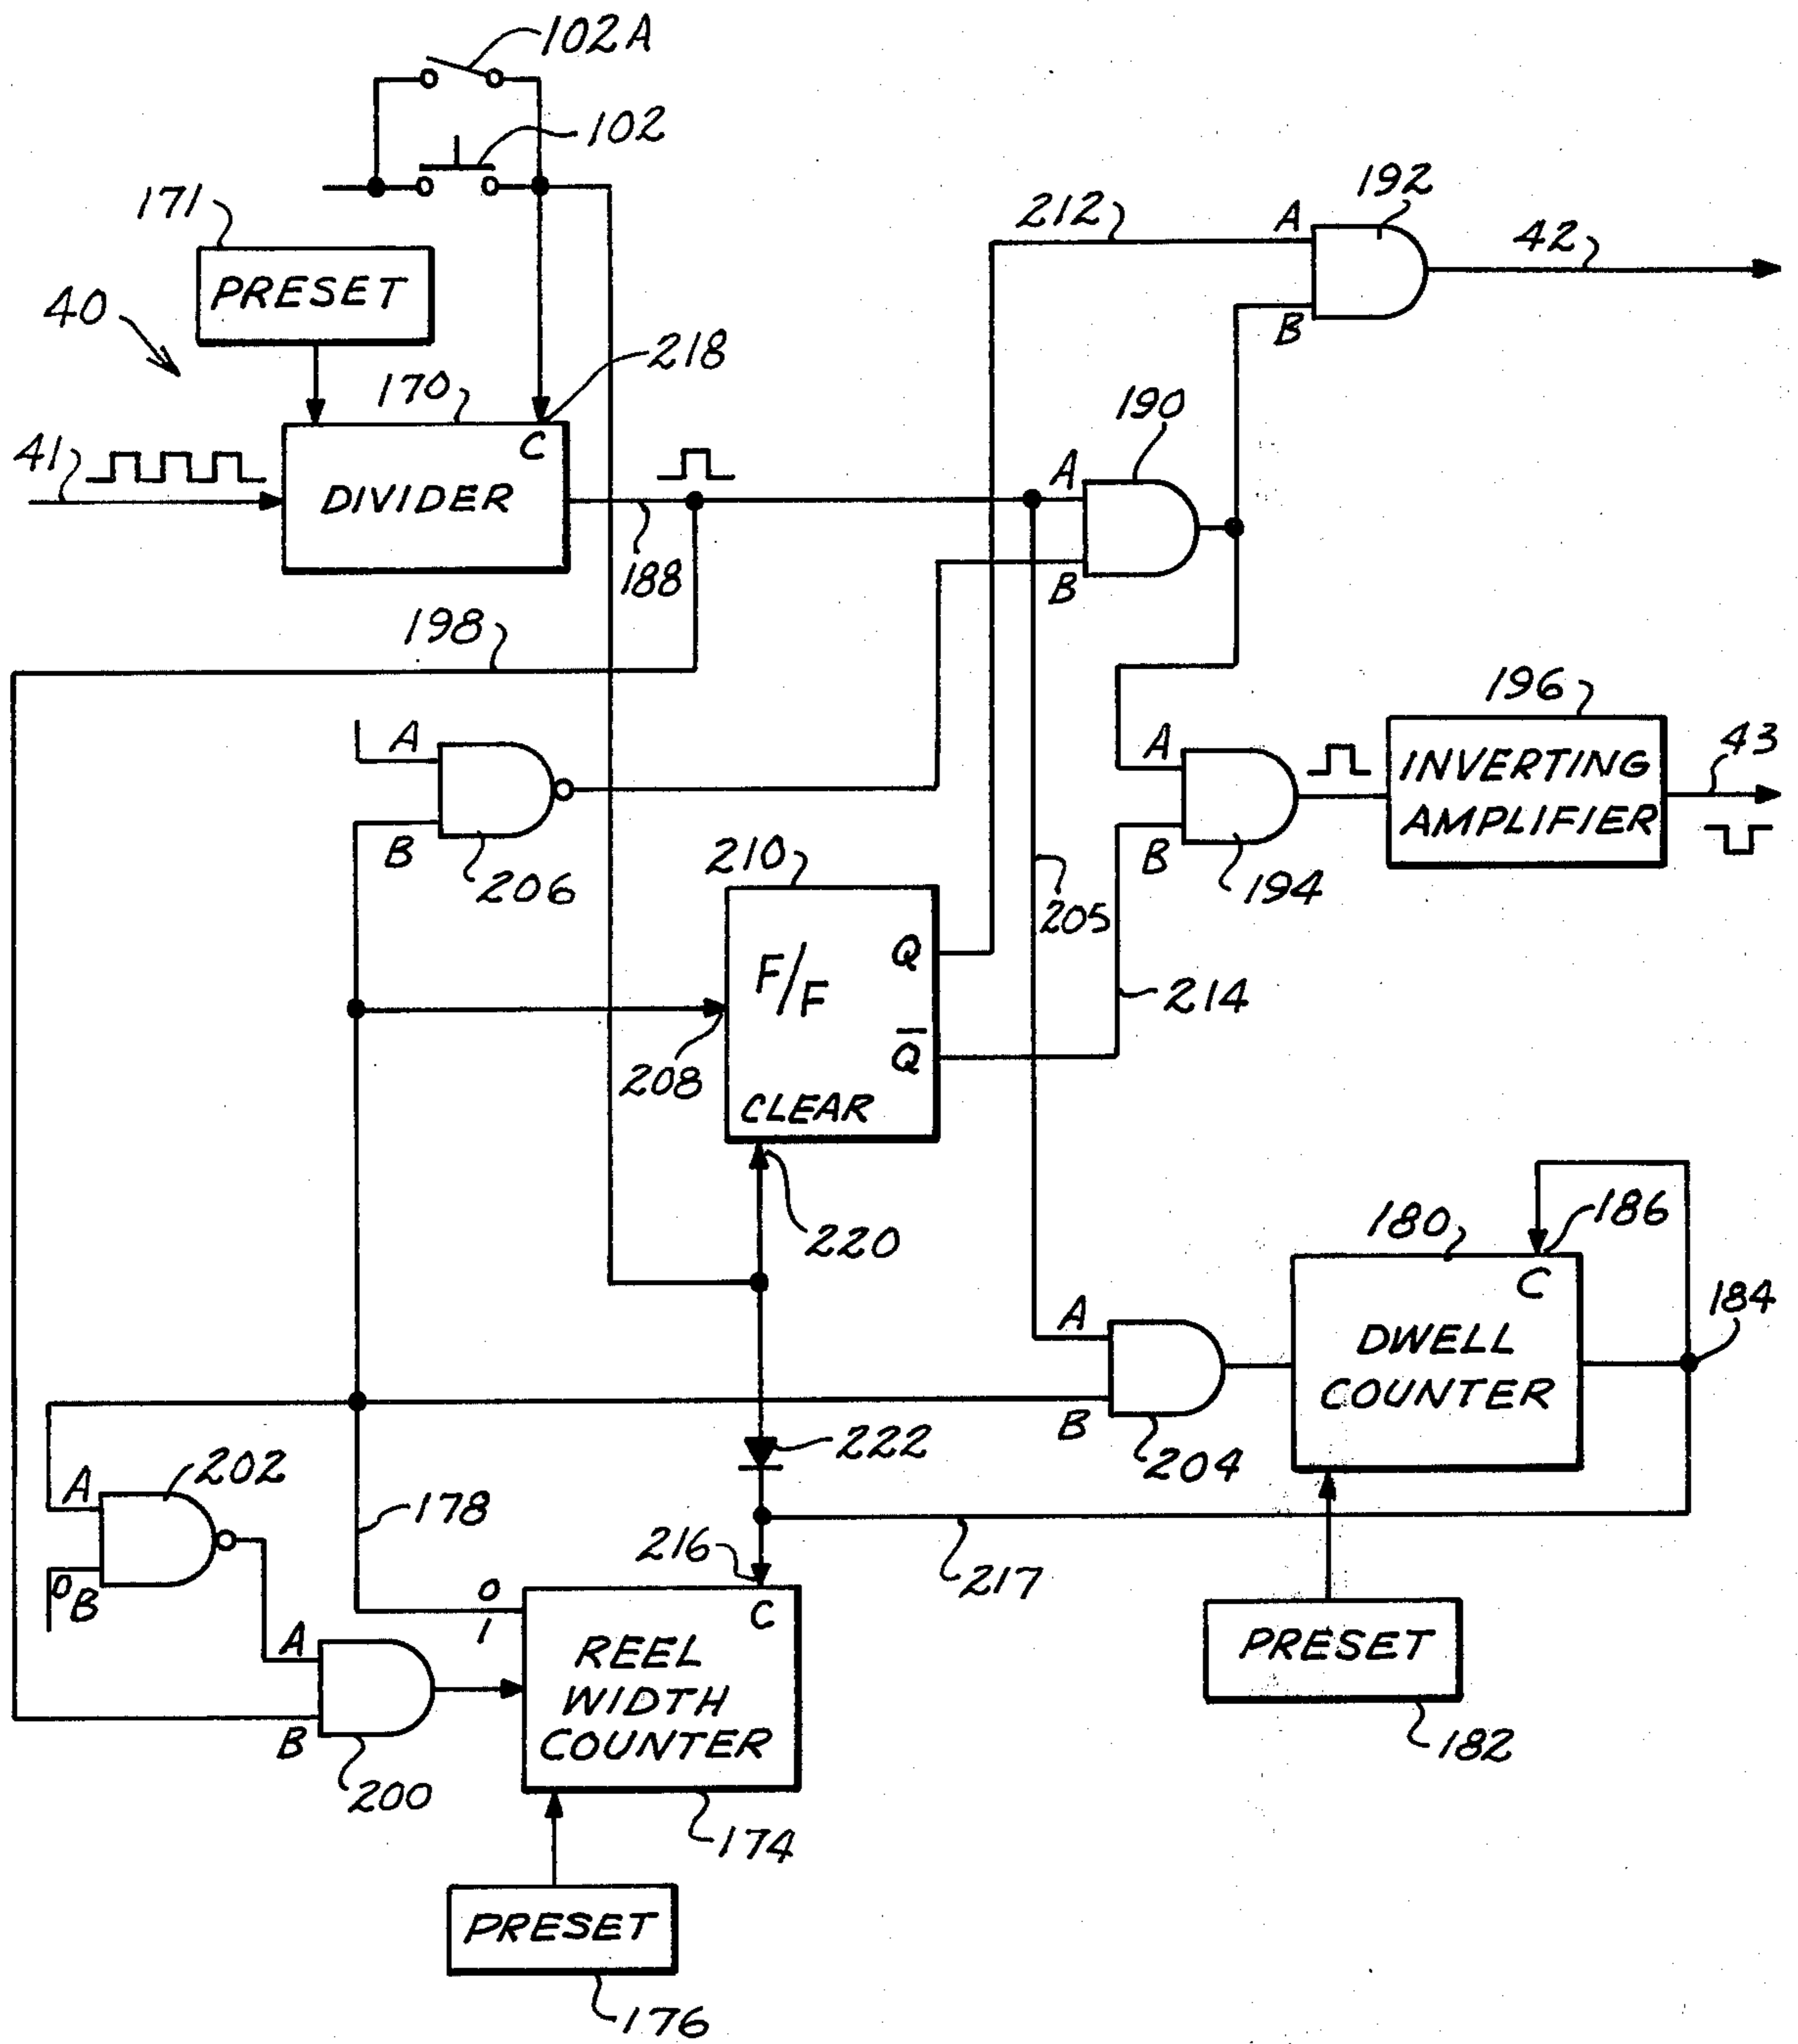 102A
102
171
PRESET
40
192
212
A
42
B
218
170
C
41
DIVIDER
190
A
188
B
198
196
A
206
B
A
INVERTING
AMPLIFIER
43
B
194
210
205
F/F
Q
214
208
Q̅
CLEAR
220
180
186
C
184
A
DWELL
COUNTER
B
204
222
202
A
178
216
217
0
B
0
1
C
A
REEL
WIDTH
COUNTER
B
200
PRESET
182
174
PRESET
176